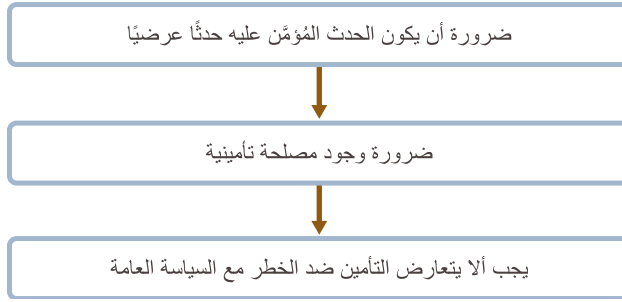 ضرورة أن يكون الحدث المُؤمَّن عليه حدثًا عرضيًا
ضرورة وجود مصلحة تأمينية
يجب ألا يتعارض التأمين ضد الخطر مع السياسة العامة